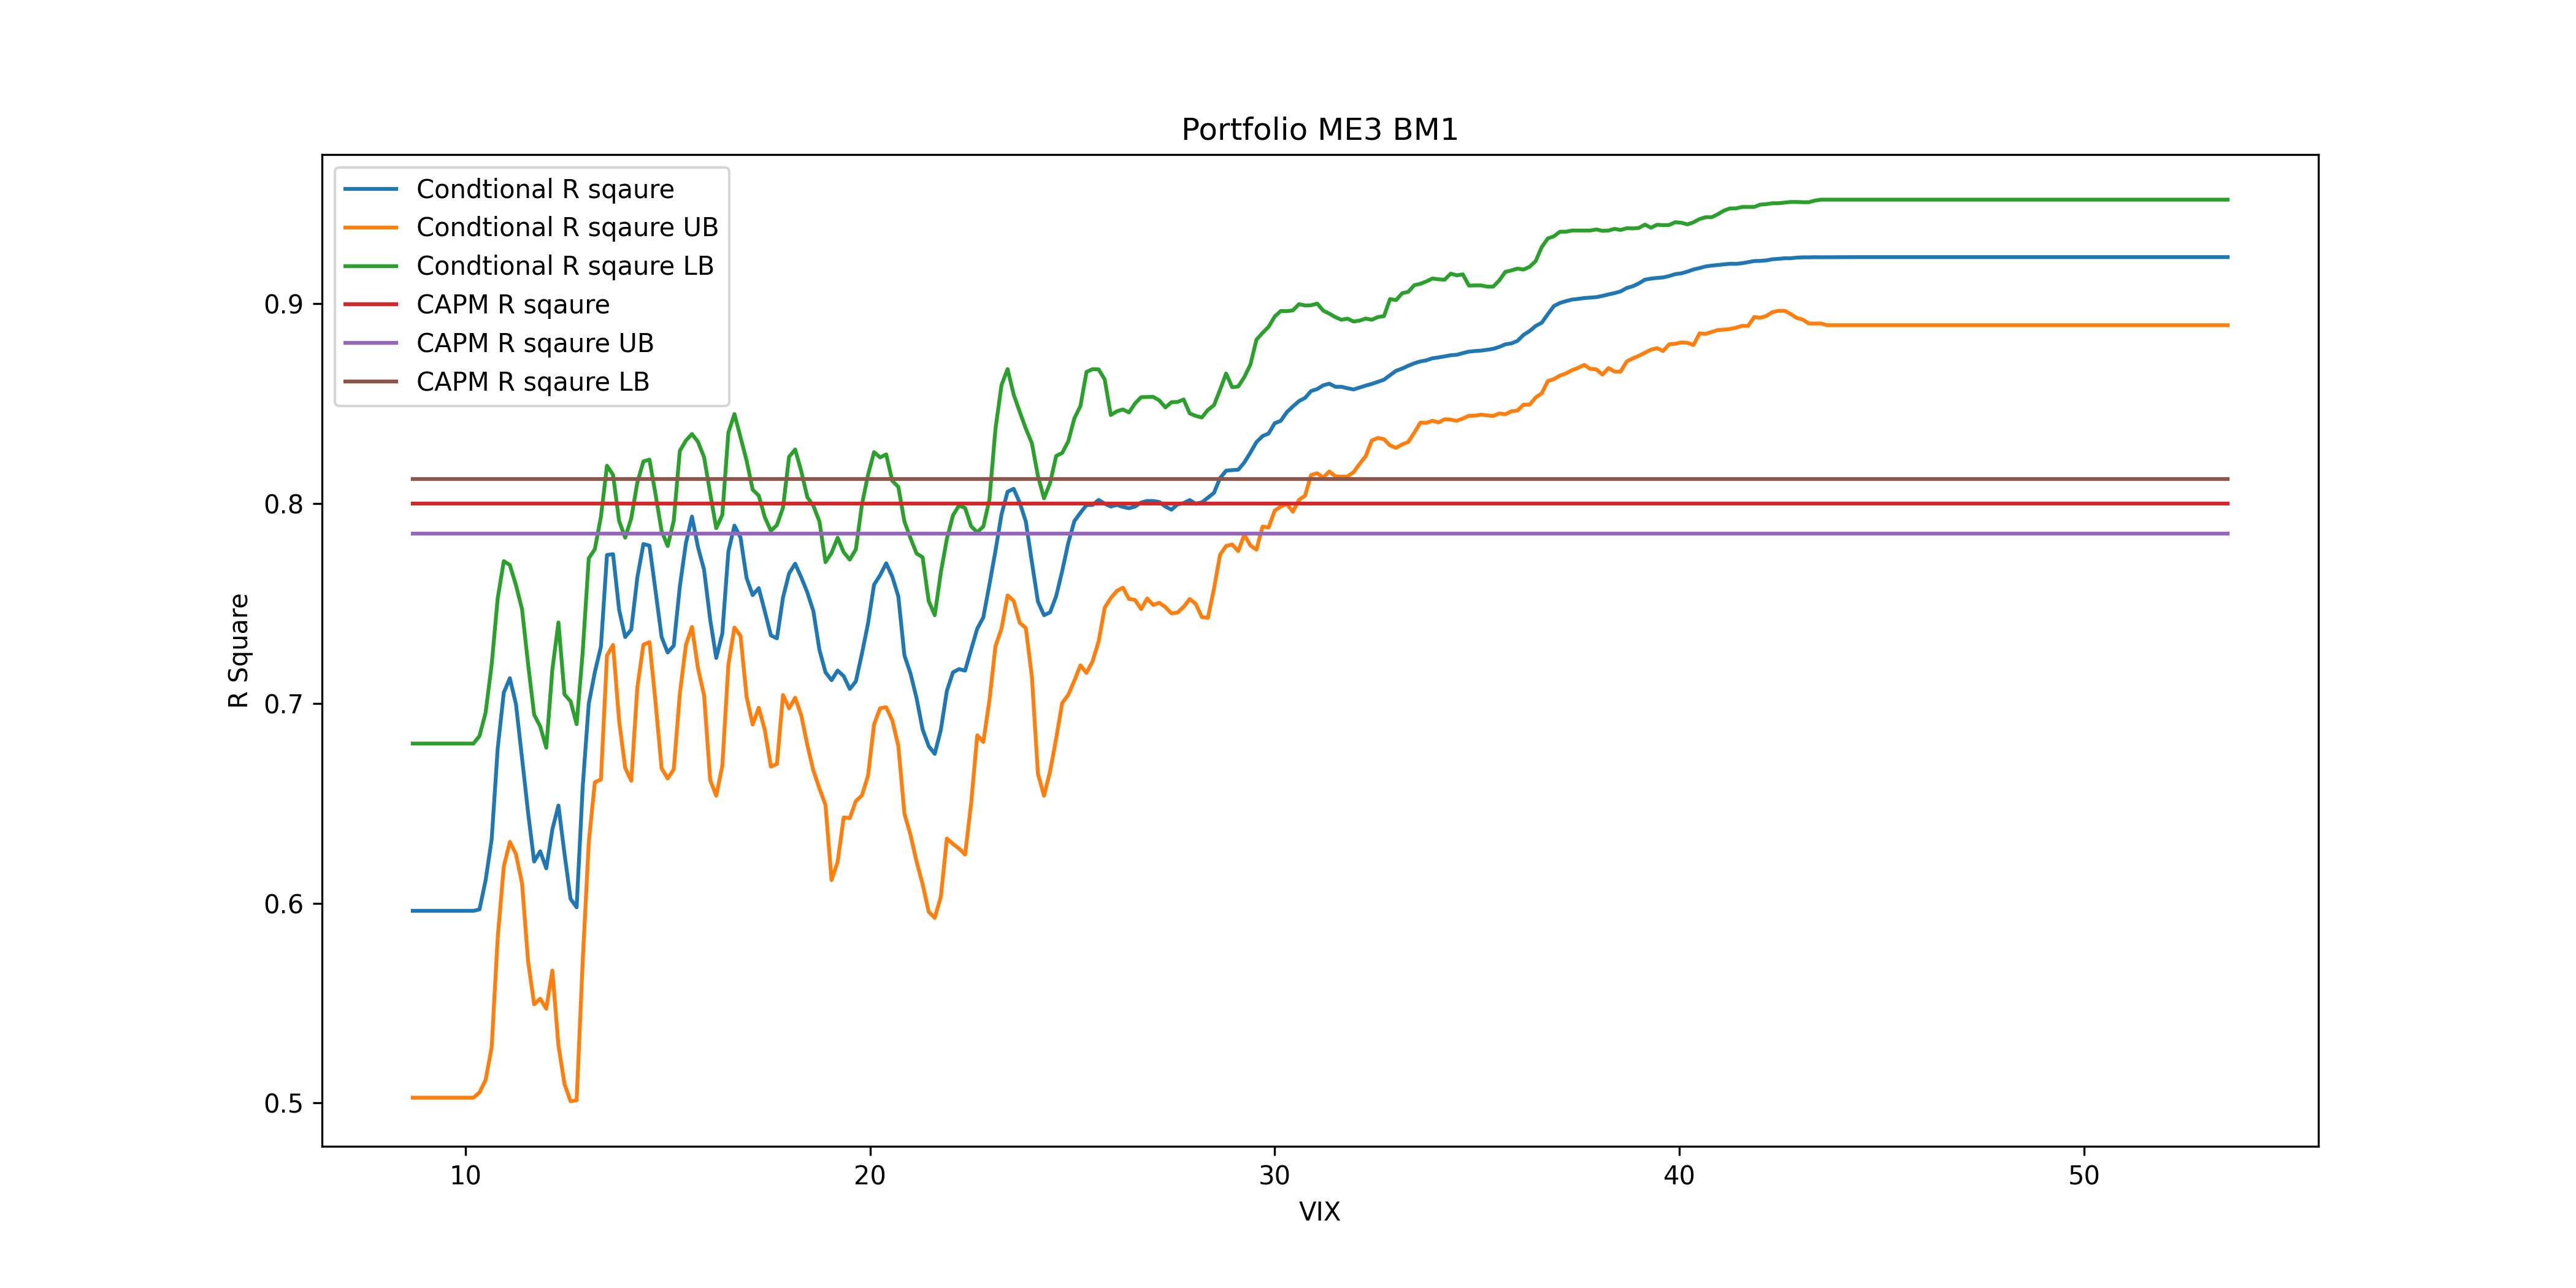 Portfolio ME3 BM1
Condtional R sqaure
Condtional R sqaure UB
Condtional R sqaure LB
CAPM R sqaure
CAPM R sqaure UB
CAPM R sqaure LB
R Square
0.9
0.8
0.7
0.6
0.5
10 20 30 40 50
VIX